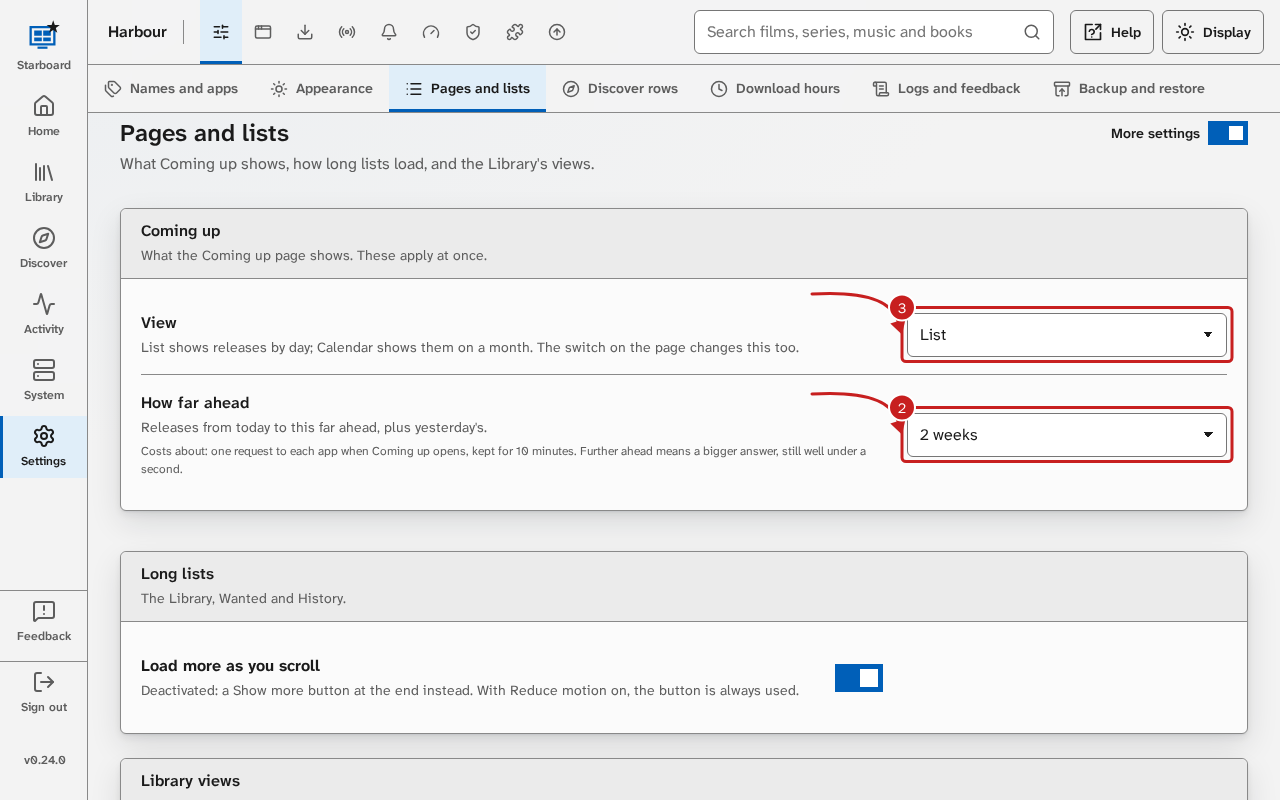 Starboard
Home
Library
Discover
Activity
System
Settings
Feedback
Sign out
v0.24.0
Harbour
Search films, series, music and books
Help
Display
Names and apps
Appearance
Pages and lists
Discover rows
Download hours
Logs and feedback
Backup and restore
Pages and lists
More settings
What Coming up shows, how long lists load, and the Library's views.
Coming up
What the Coming up page shows. These apply at once.
View
List shows releases by day; Calendar shows them on a month. The switch on the page changes this too.
3
List
How far ahead
Releases from today to this far ahead, plus yesterday's.
Costs about: one request to each app when Coming up opens, kept for 10 minutes. Further ahead means a bigger answer, still well under a
second.
2
2 weeks
Long lists
The Library, Wanted and History.
Load more as you scroll
Deactivated: a Show more button at the end instead. With Reduce motion on, the button is always used.
Library views